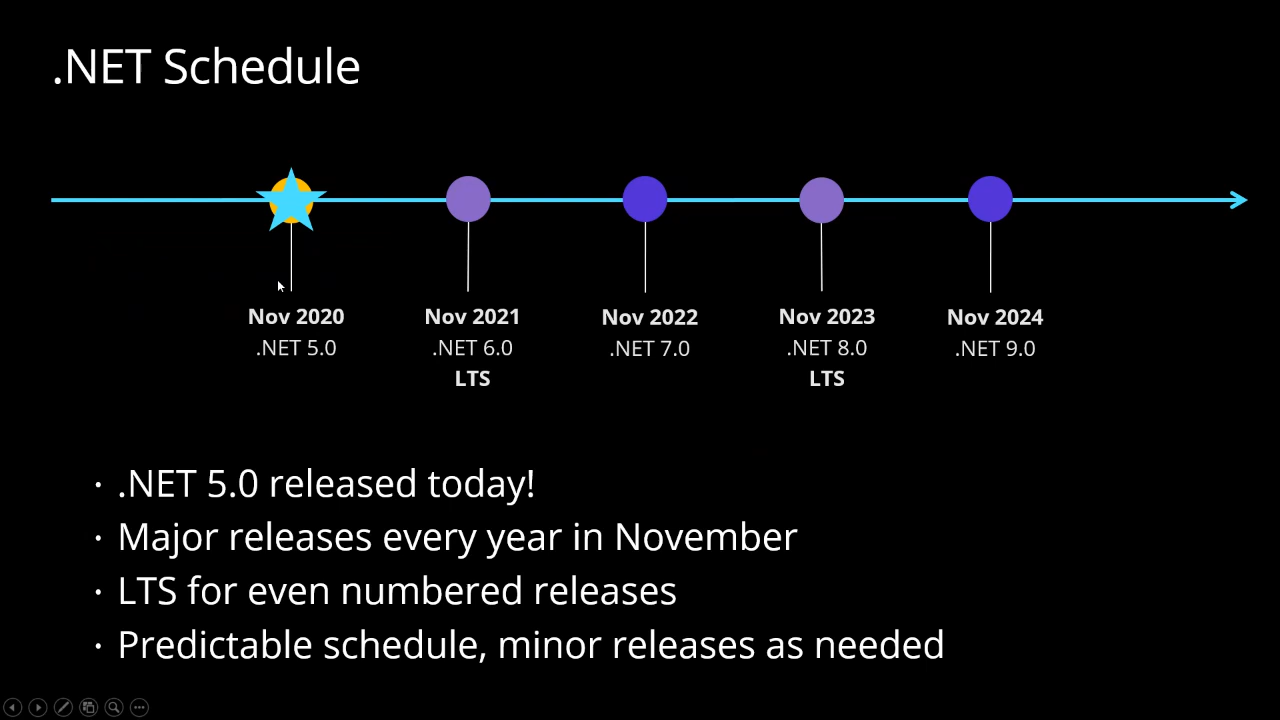 .NET Schedule
Nov 2020
.NET 5.0
Nov 2021
.NET 6.0
LTS
Nov 2022
.NET 7.0
Nov 2023
.NET 8.0
LTS
Nov 2024
.NET 9.0
· .NET 5.0 released today!
· Major releases every year in November
· LTS for even numbered releases
· Predictable schedule, minor releases as needed